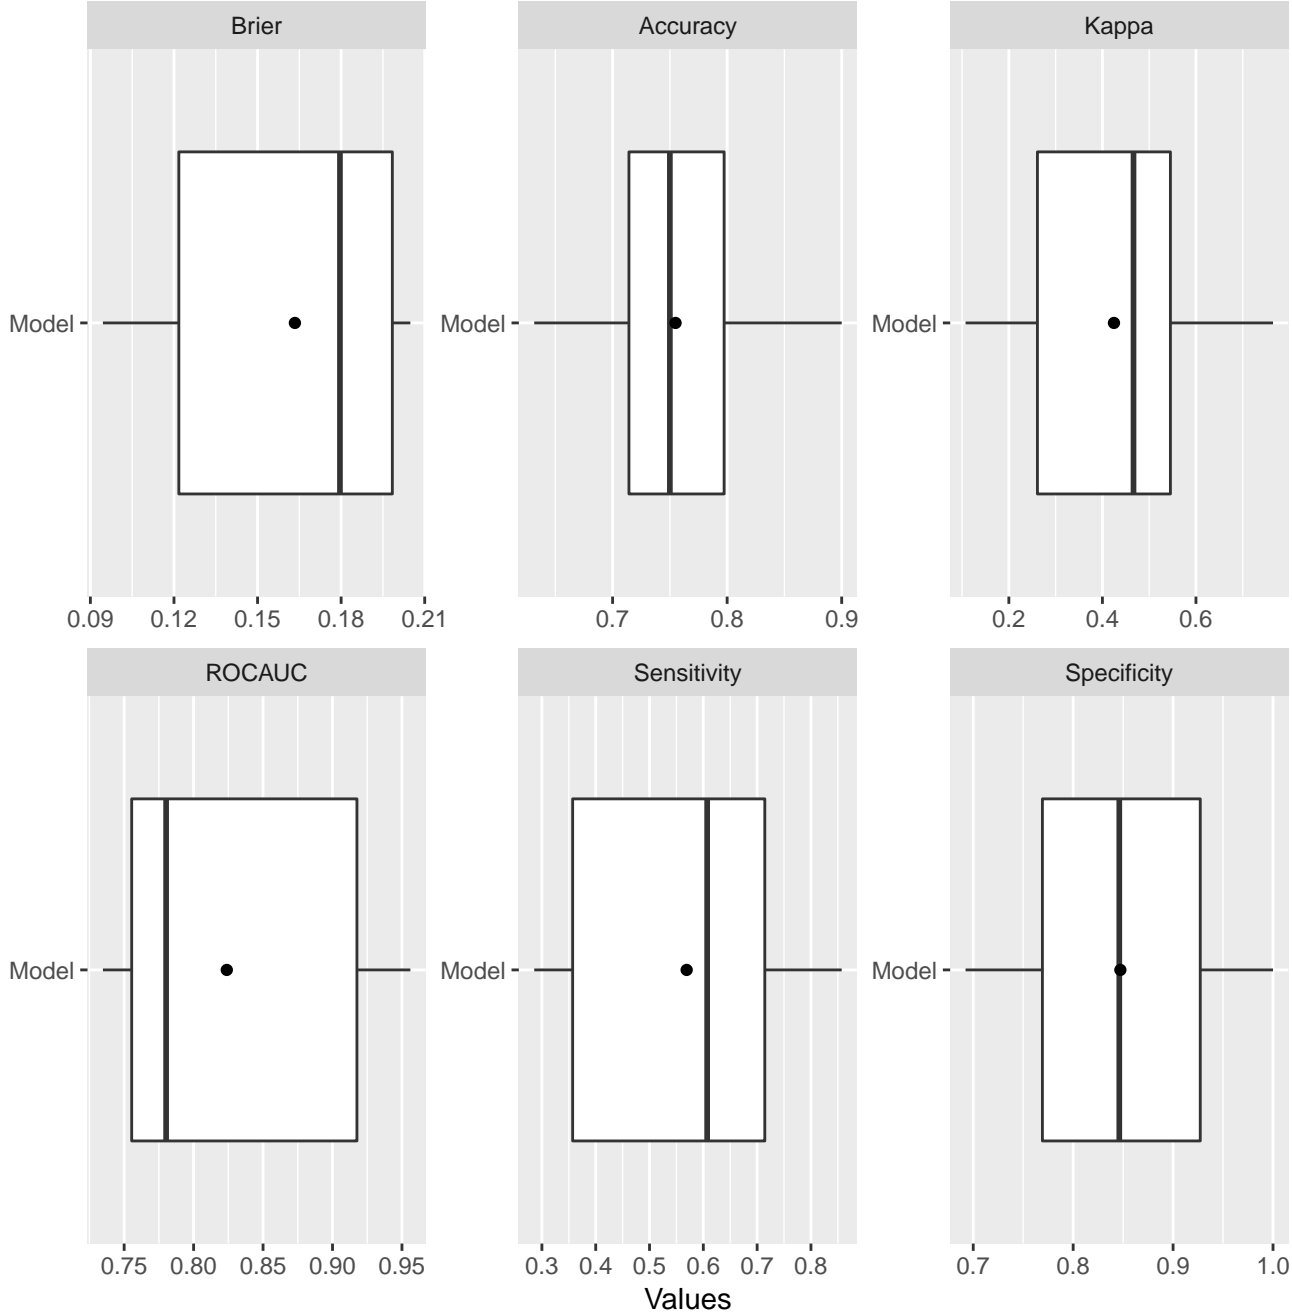 Brier Accuracy Kappa
Model Model Model
0.09 0.12 0.15 0.18 0.21 0.7 0.8 0.9 0.2 0.4 0.6
ROCAUC Sensitivity Specificity
Model Model Model
0.75 0.80 0.85 0.90 0.95 0.3 0.4 0.5 0.6 0.7 0.8 0.7 0.8 0.9 1.0
Values